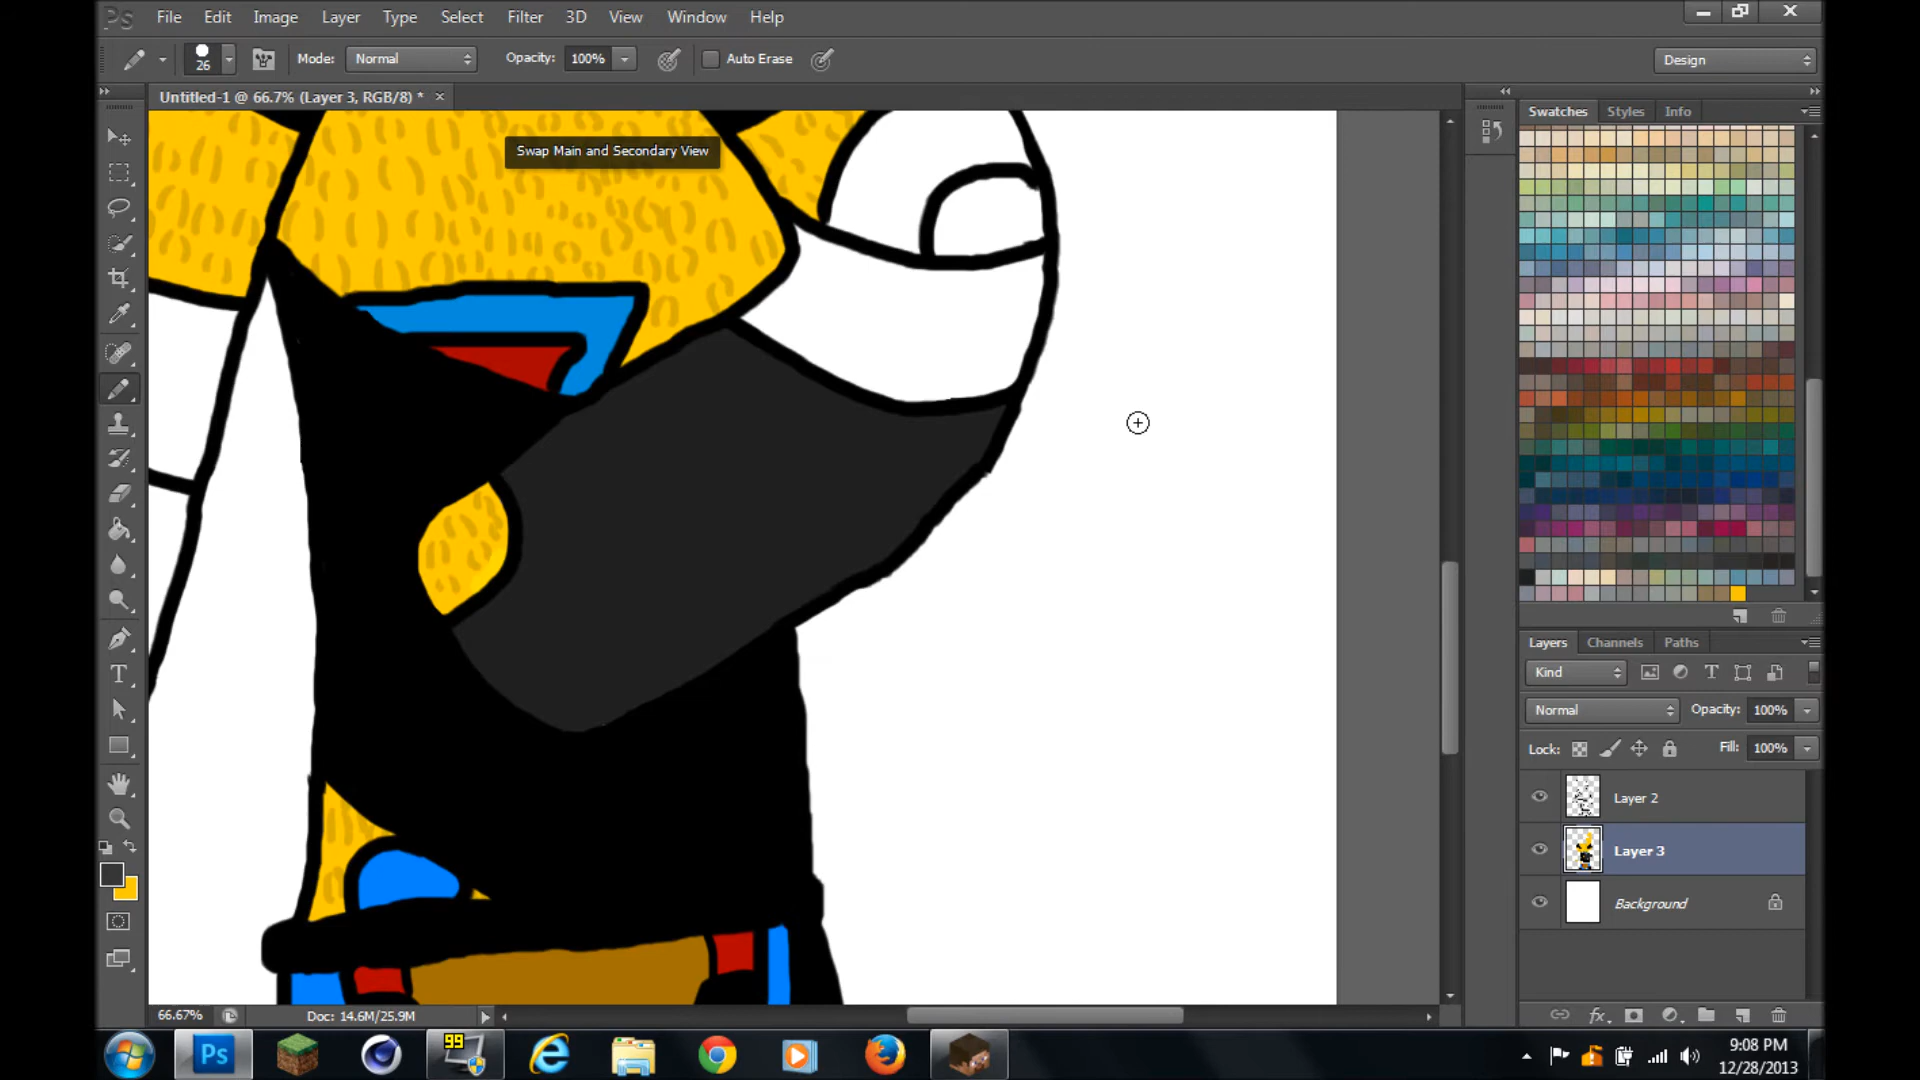 Ps File Edit Image Layer Type Select Filter 3D View Window Help
26 Mode: Normal Opacity: 100% Auto Erase Design
Untitled-1 @ 66.7% (Layer 3, RGB/8) * ×
Swatches Styles Info
Swap Main and Secondary View
Layers Channels Paths
Kind
Normal Opacity: 100%
Lock: Fill: 100%
Layer 2
Layer 3
Background
66.67% Doc: 14.6M/25.9M
Ps 99
9:08 PM
12/28/2013